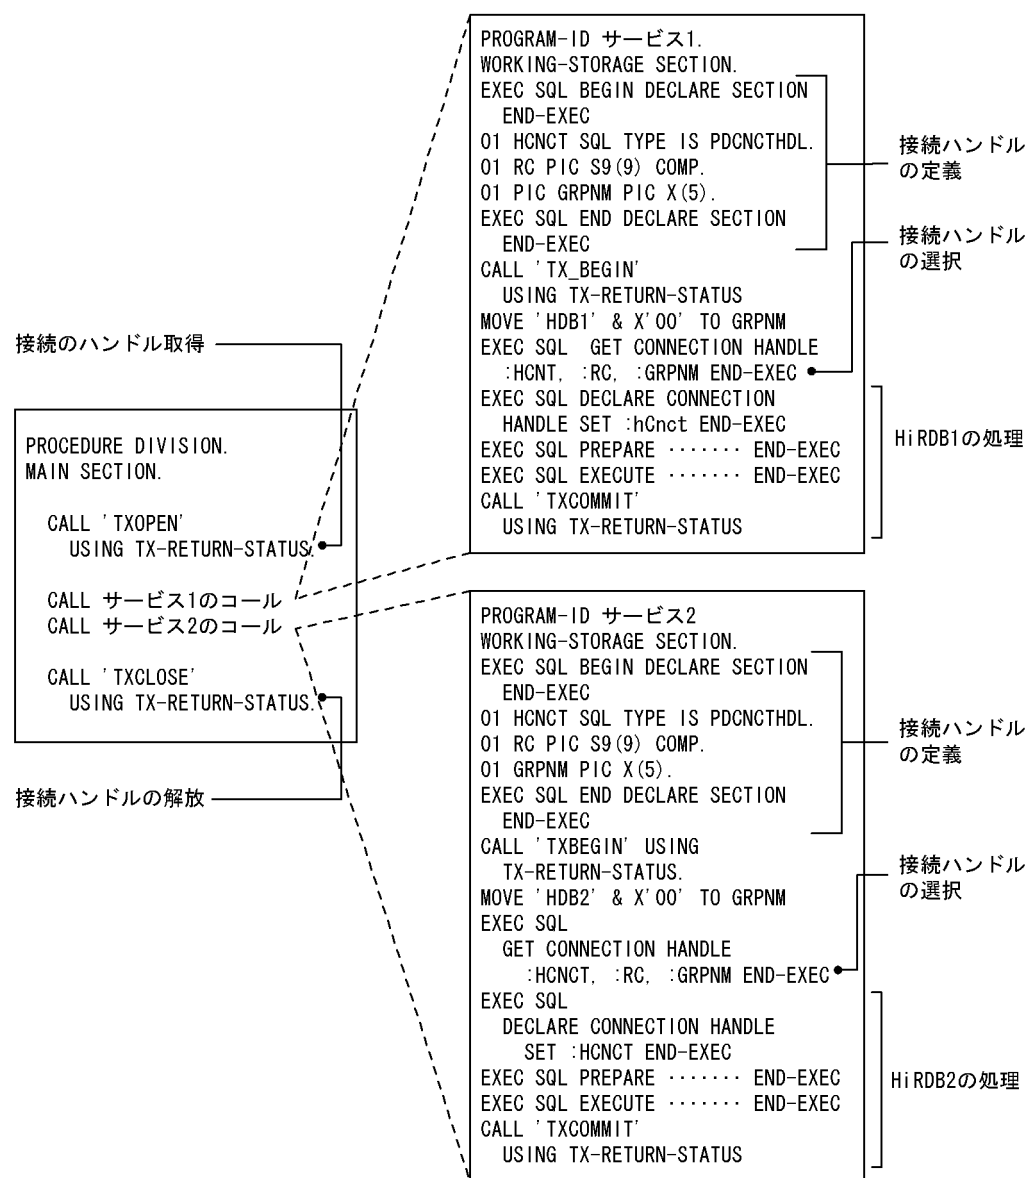 接続のハンドル取得
PROCEDURE DIVISION.
MAIN SECTION.
CALL 'TXOPEN'
USING TX-RETURN-STATUS.
CALL サービス1のコール
CALL サービス2のコール
CALL 'TXCLOSE'
USING TX-RETURN-STATUS.
接続ハンドルの解放
PROGRAM-ID サービス1.
WORKING-STORAGE SECTION.
EXEC SQL BEGIN DECLARE SECTION
END-EXEC
01 HCNCT SQL TYPE IS PDCNCTHDL.
01 RC PIC S9(9) COMP.
01 PIC GRPNM PIC X(5).
EXEC SQL END DECLARE SECTION
END-EXEC
CALL 'TX_BEGIN'
USING TX-RETURN-STATUS
MOVE 'HDB1' & X'00' TO GRPNM
EXEC SQL GET CONNECTION HANDLE
:HCNT, :RC, :GRPNM END-EXEC
EXEC SQL DECLARE CONNECTION
HANDLE SET :hCnct END-EXEC
EXEC SQL PREPARE ······· END-EXEC
EXEC SQL EXECUTE ······· END-EXEC
CALL 'TXCOMMIT'
USING TX-RETURN-STATUS
接続ハンドル
の定義
接続ハンドル
の選択
HiRDB1の処理
PROGRAM-ID サービス2
WORKING-STORAGE SECTION.
EXEC SQL BEGIN DECLARE SECTION
END-EXEC
01 HCNCT SQL TYPE IS PDCNCTHDL.
01 RC PIC S9(9) COMP.
01 GRPNM PIC X(5).
EXEC SQL END DECLARE SECTION
END-EXEC
CALL 'TXBEGIN' USING
TX-RETURN-STATUS.
MOVE 'HDB2' & X'00' TO GRPNM
EXEC SQL
GET CONNECTION HANDLE
:HCNCT, :RC, :GRPNM END-EXEC
EXEC SQL
DECLARE CONNECTION HANDLE
SET :HCNCT END-EXEC
EXEC SQL PREPARE ······· END-EXEC
EXEC SQL EXECUTE ······· END-EXEC
CALL 'TXCOMMIT'
USING TX-RETURN-STATUS
接続ハンドル
の定義
接続ハンドル
の選択
HiRDB2の処理